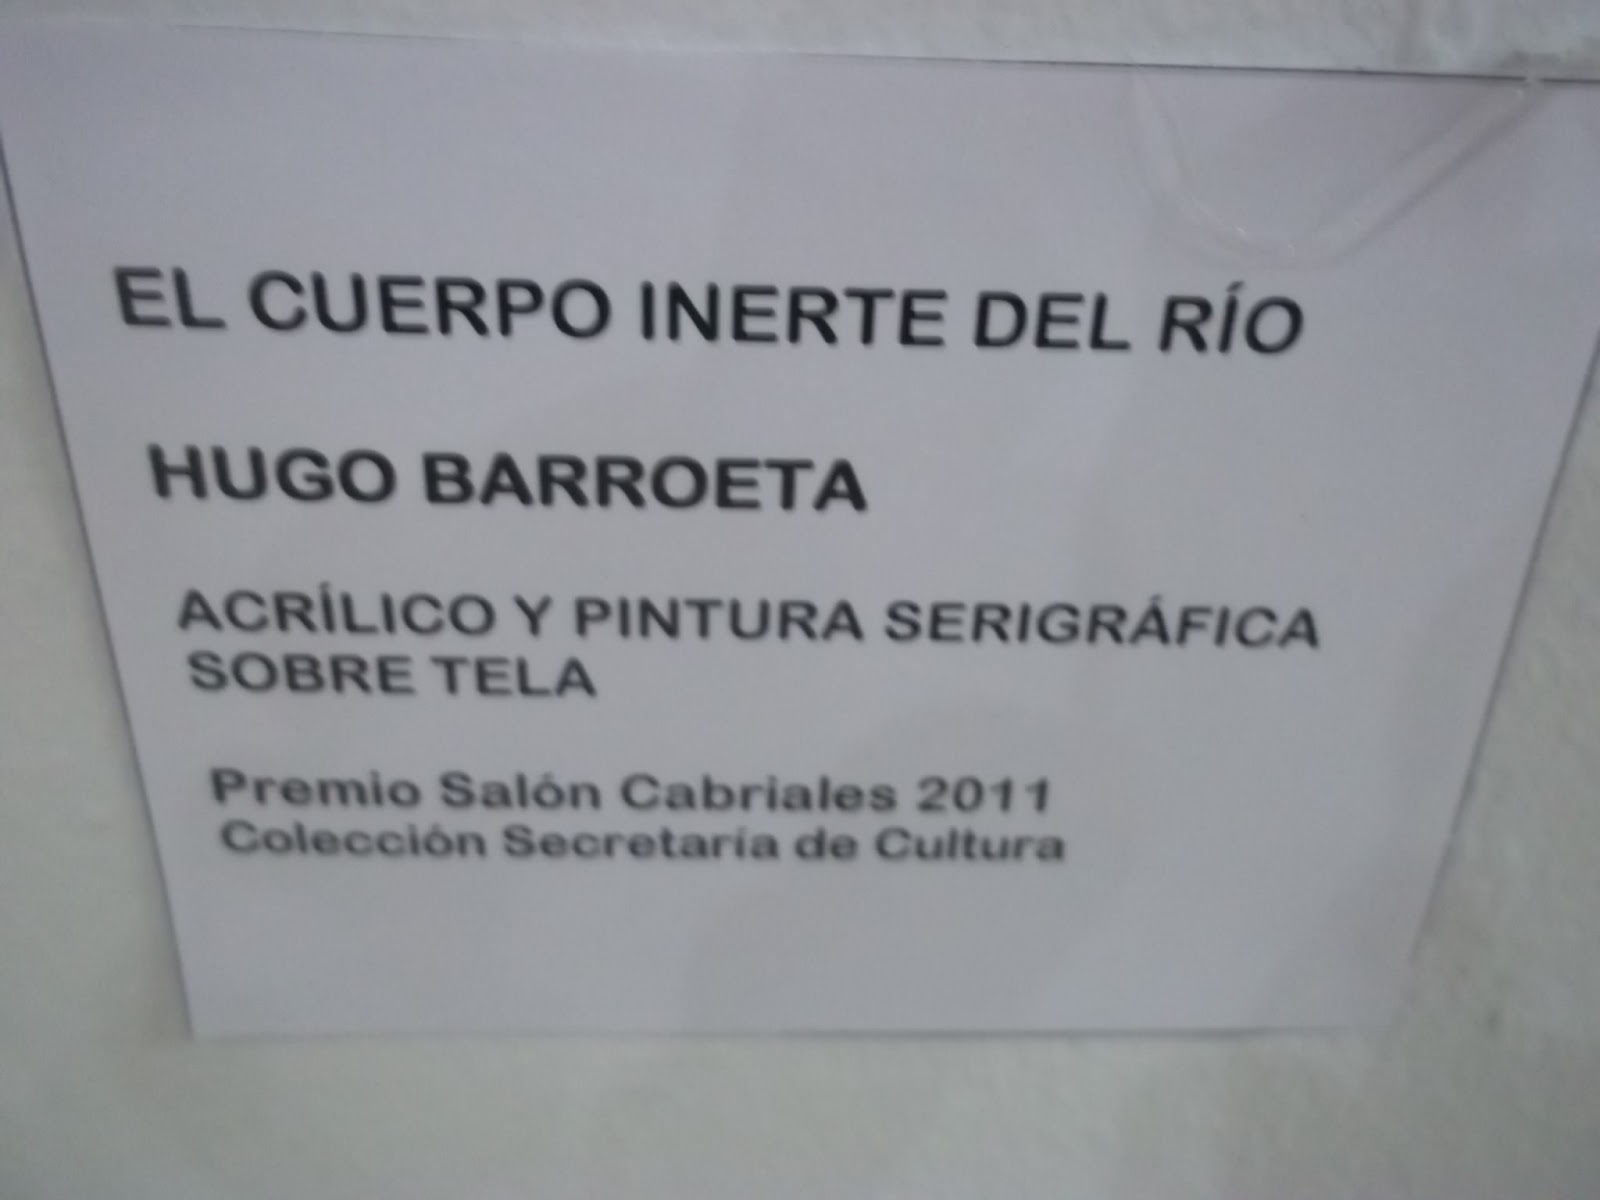 EL CUERPO INERTE DEL RÍO
HUGO BARROETA
ACRÍLICO Y PINTURA SERIGRÁFICA
SOBRE TELA
Premio Salón Cabriales 2011
Colección Secretaría de Cultura